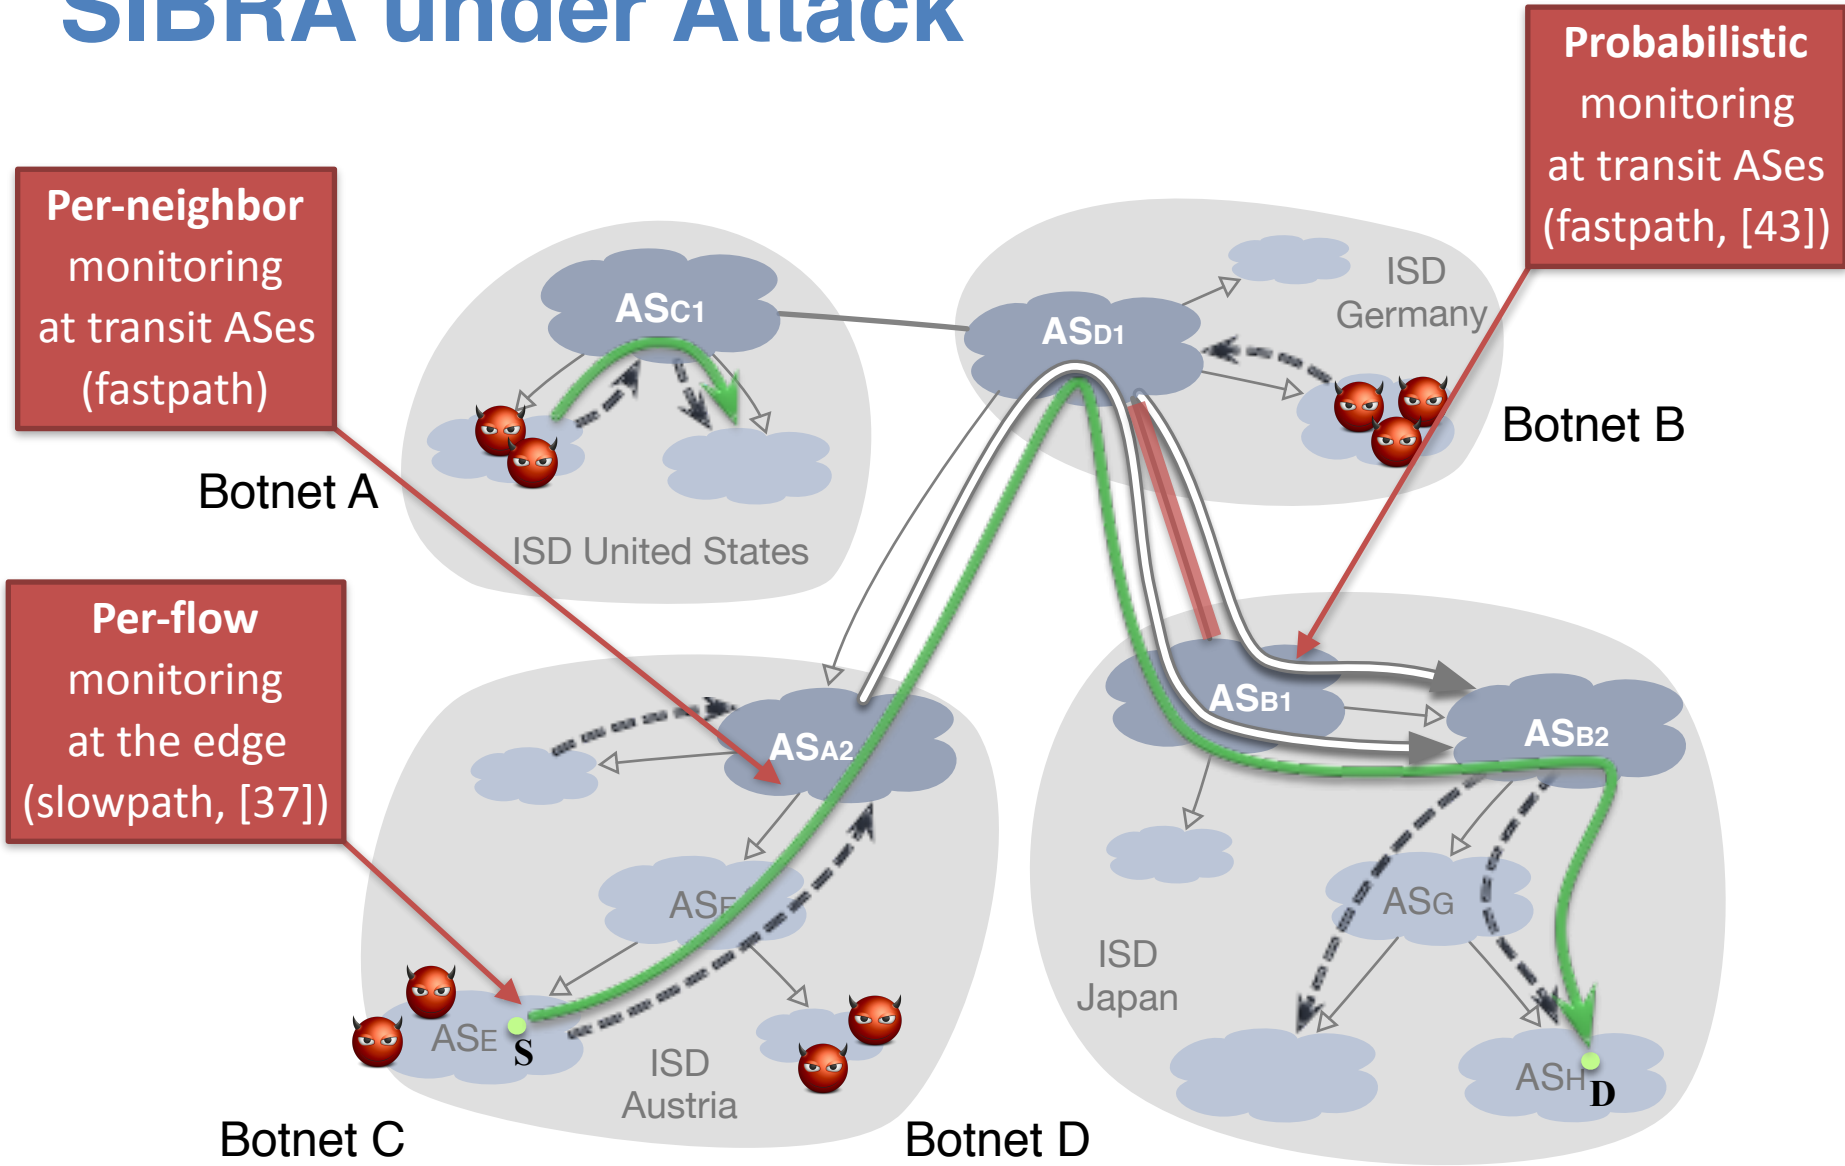 SIBRA under Attack
Probabilistic
monitoring
at transit ASes
(fastpath, [43])
Per-neighbor
monitoring
at transit ASes
(fastpath)
ASC1
ASD1
ISD
Germany
Botnet A
Botnet B
ISD United States
Per-flow
monitoring
at the edge
(slowpath, [37])
ASA2
ASB1
ASB2
ASF
ASG
ISD
Japan
ASE
S
ISD
Austria
ASH
D
Botnet C
Botnet D